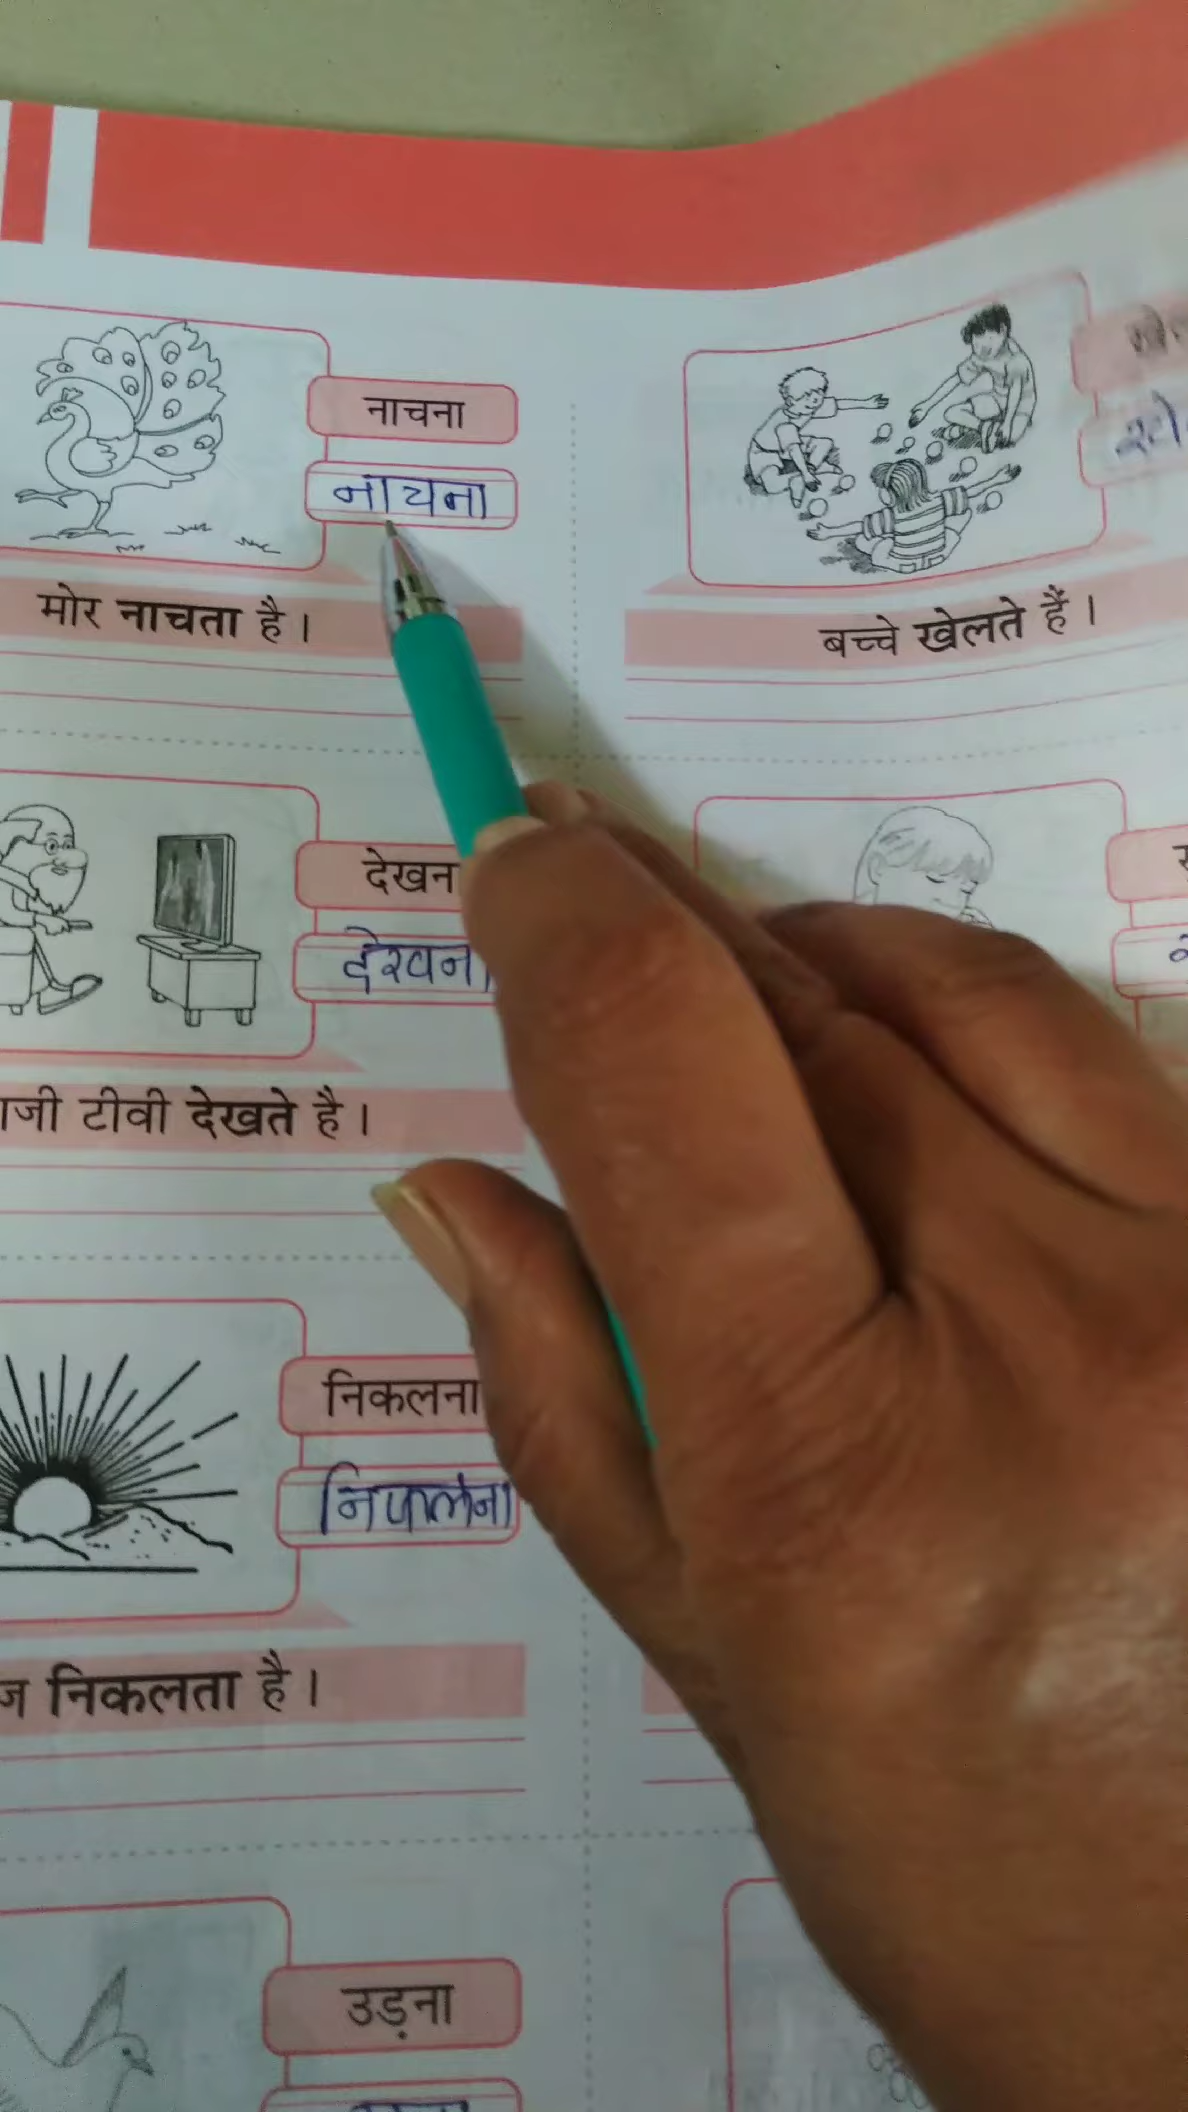 नाचना
नाचना
मोर नाचता है।
बच्चे खेलते हैं।
देखन
देखना
जी टीवी देखते है।
निकलना
निकलना
ज निकलता है।
उड़ना